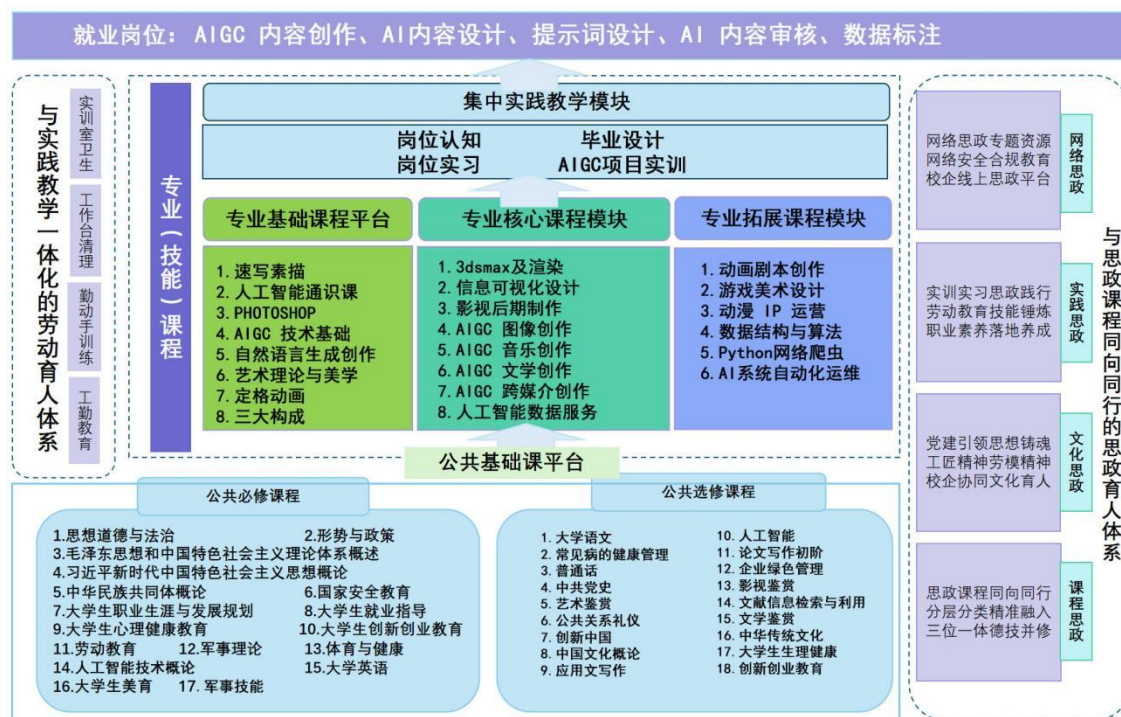 就业岗位：AIGC 内容创作、AI内容设计、提示词设计、AI 内容审核、数据标注
与实践教学一体化的劳动育人体系
实训室卫生
工作台清理
勤动手训练
工勤教育
专业（技能）课程
集中实践教学模块
岗位认知 毕业设计
岗位实习 AIGC项目实训
专业基础课程平台
1. 速写素描
2. 人工智能通识课
3. PHOTOSHOP
4. AIGC 技术基础
5. 自然语言生成创作
6. 艺术理论与美学
7. 定格动画
8. 三大构成
专业核心课程模块
1. 3dsmax及渲染
2. 信息可视化设计
3. 影视后期制作
4. AIGC 图像创作
5. AIGC 音乐创作
6. AIGC 文学创作
7. AIGC 跨媒介创作
8. 人工智能数据服务
专业拓展课程模块
1. 动画剧本创作
2. 游戏美术设计
3. 动漫 IP 运营
4. 数据结构与算法
5. Python网络爬虫
6. AI系统自动化运维
公共基础课平台
公共必修课程
1.思想道德与法治 2.形势与政策
3.毛泽东思想和中国特色社会主义理论体系概述
4.习近平新时代中国特色社会主义思想概论
5.中华民族共同体概论 6.国家安全教育
7.大学生职业生涯与发展规划 8.大学生就业指导
9.大学生心理健康教育 10.大学生创新创业教育
11.劳动教育 12.军事理论 13.体育与健康
14.人工智能技术概论 15.大学英语
16.大学生美育 17.军事技能
公共选修课程
1. 大学语文
2. 常见病的健康管理
3. 普通话
4. 中共党史
5. 艺术鉴赏
6. 公共关系礼仪
7. 创新中国
8. 中国文化概论
9. 应用文写作
10. 人工智能
11. 论文写作初阶
12. 企业绿色管理
13. 影视鉴赏
14. 文献信息检索与利用
15. 文学鉴赏
16. 中华传统文化
17. 大学生生理健康
18. 创新创业教育
网络思政专题资源
网络安全合规教育
校企线上思政平台
网络思政
实训实习思政践行
劳动教育技能锤炼
职业素养落地养成
实践思政
党建引领思想铸魂
工匠精神劳模精神
校企协同文化育人
文化思政
思政课程同向同行
分层分类精准融入
三位一体德技并修
课程思政
与思政课程同向同行的思政育人体系